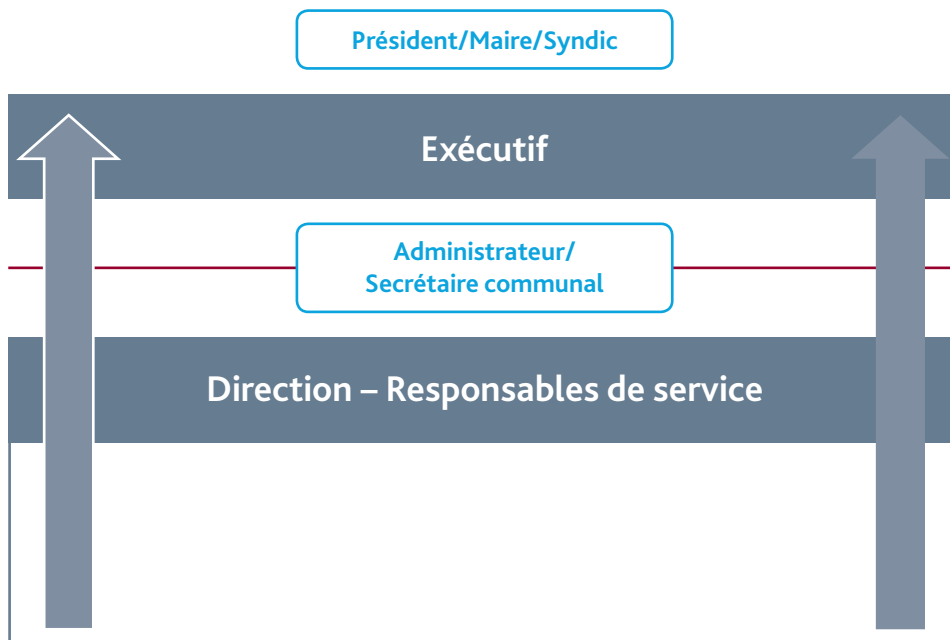 Président/Maire/Syndic
Exécutif
Administrateur/
Secrétaire communal
Direction – Responsables de service